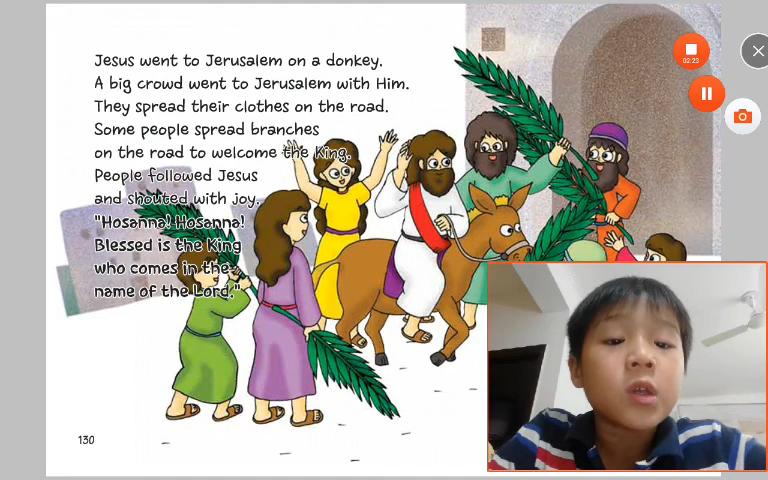 Jesus went to Jerusalem on a donkey.
A big crowd went to Jerusalem with Him.
They spread their clothes on the road.
Some people spread branches
on the road to welcome the King.
People followed Jesus
and shouted with joy.
"Hosanna! Hosanna!
Blessed is the King
who comes in the
name of the Lord."
130
02:23